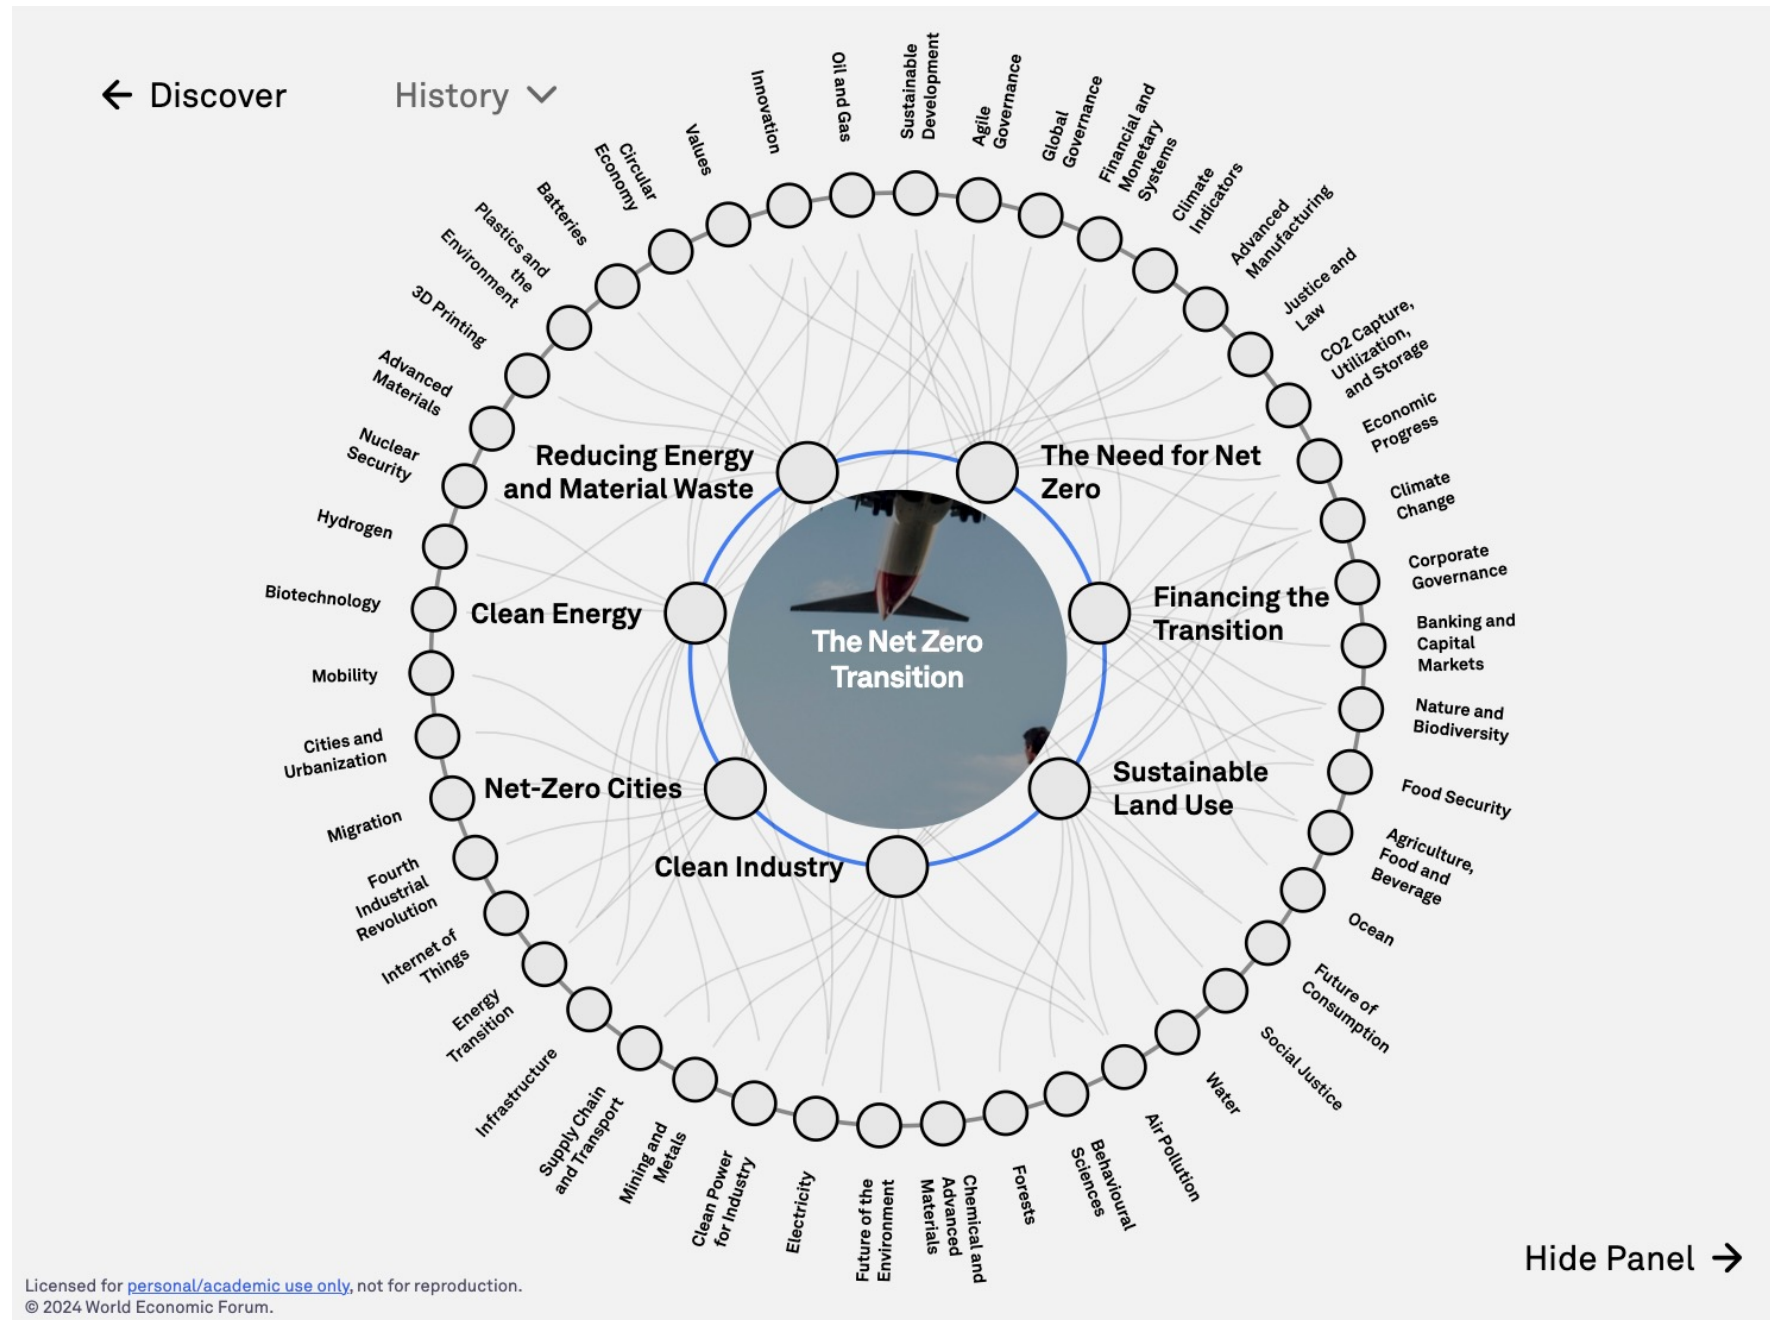 ← Discover
History
Innovation
Oil and Gas
Sustainable
Development
Agile
Governance
Global
Governance
Financial and
Monetary
Systems
Climate
Indicators
Advanced
Manufacturing
Justice and
Law
CO2 Capture,
Utilization,
and Storage
Economic
Progress
Climate
Change
Corporate
Governance
Banking and
Capital
Markets
Nature and
Biodiversity
Food Security
Agriculture,
Food and
Beverage
Ocean
Future of
Consumption
Social Justice
Water
Air Pollution
Behavioural
Sciences
Forests
Chemical and
Advanced
Materials
Future of the
Environment
Electricity
Clean Power
for Industry
Mining and
Metals
Supply Chain
and Transport
Infrastructure
Energy
Transition
Internet of
Things
Fourth
Industrial
Revolution
Migration
Cities and
Urbanization
Mobility
Biotechnology
Hydrogen
Nuclear
Security
Advanced
Materials
3D Printing
Plastics and
the
Environment
Batteries
Circular
Economy
Values
Reducing Energy
and Material Waste
The Need for Net
Zero
Clean Energy
Financing the
Transition
The Net Zero
Transition
Net-Zero Cities
Sustainable
Land Use
Clean Industry
Hide Panel →
Licensed for personal/academic use only, not for reproduction.
© 2024 World Economic Forum.